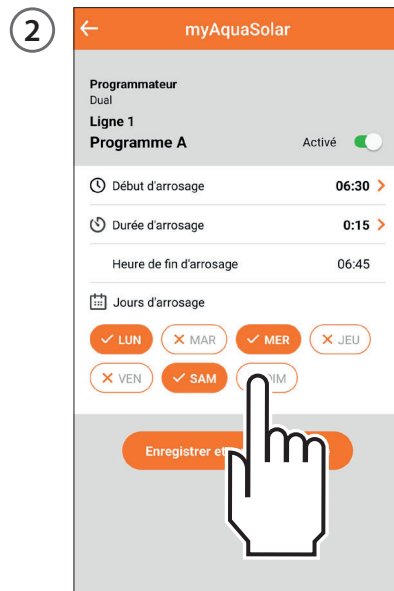 2
myAquaSolar
Programmateur
Dual
Ligne 1
Programme A Activé
Début d'arrosage 06:30
Durée d'arrosage 0:15
Heure de fin d'arrosage 06:45
Jours d'arrosage
LUN MAR MER JEU
VEN SAM DIM
Enregistrer et